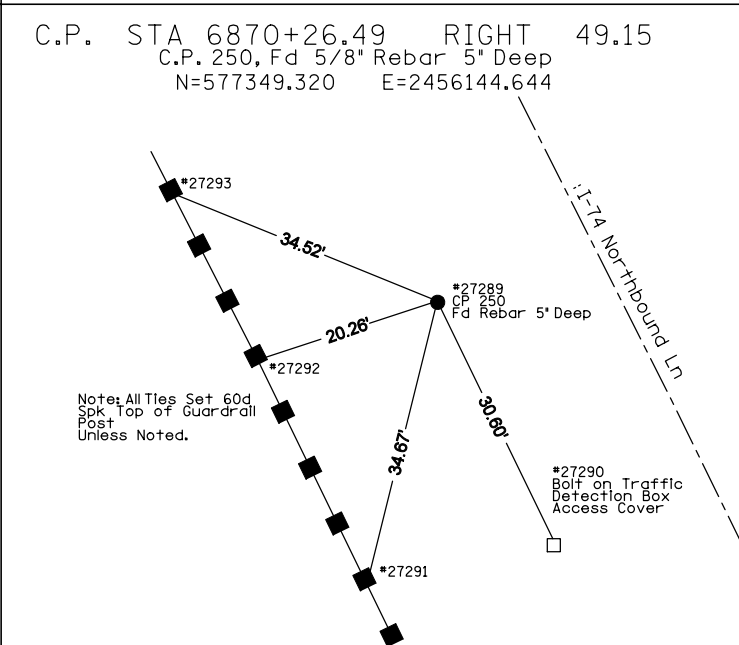 C.P. STA 6870+26.49 RIGHT 49.15
C.P. 250, Fd 5/8" Rebar 5" Deep
N=577349.320 E=2456144.644
#27293
I-74 Northbound Ln
34.52'
#27289
CP 250
Fd Rebar 5" Deep
20.26'
#27292
Note: All Ties Set 60d
Spk Top of Guardrail
Post
Unless Noted.
30.60'
34.67'
#27290
Bolt on Traffic
Detection Box
Access Cover
#27291